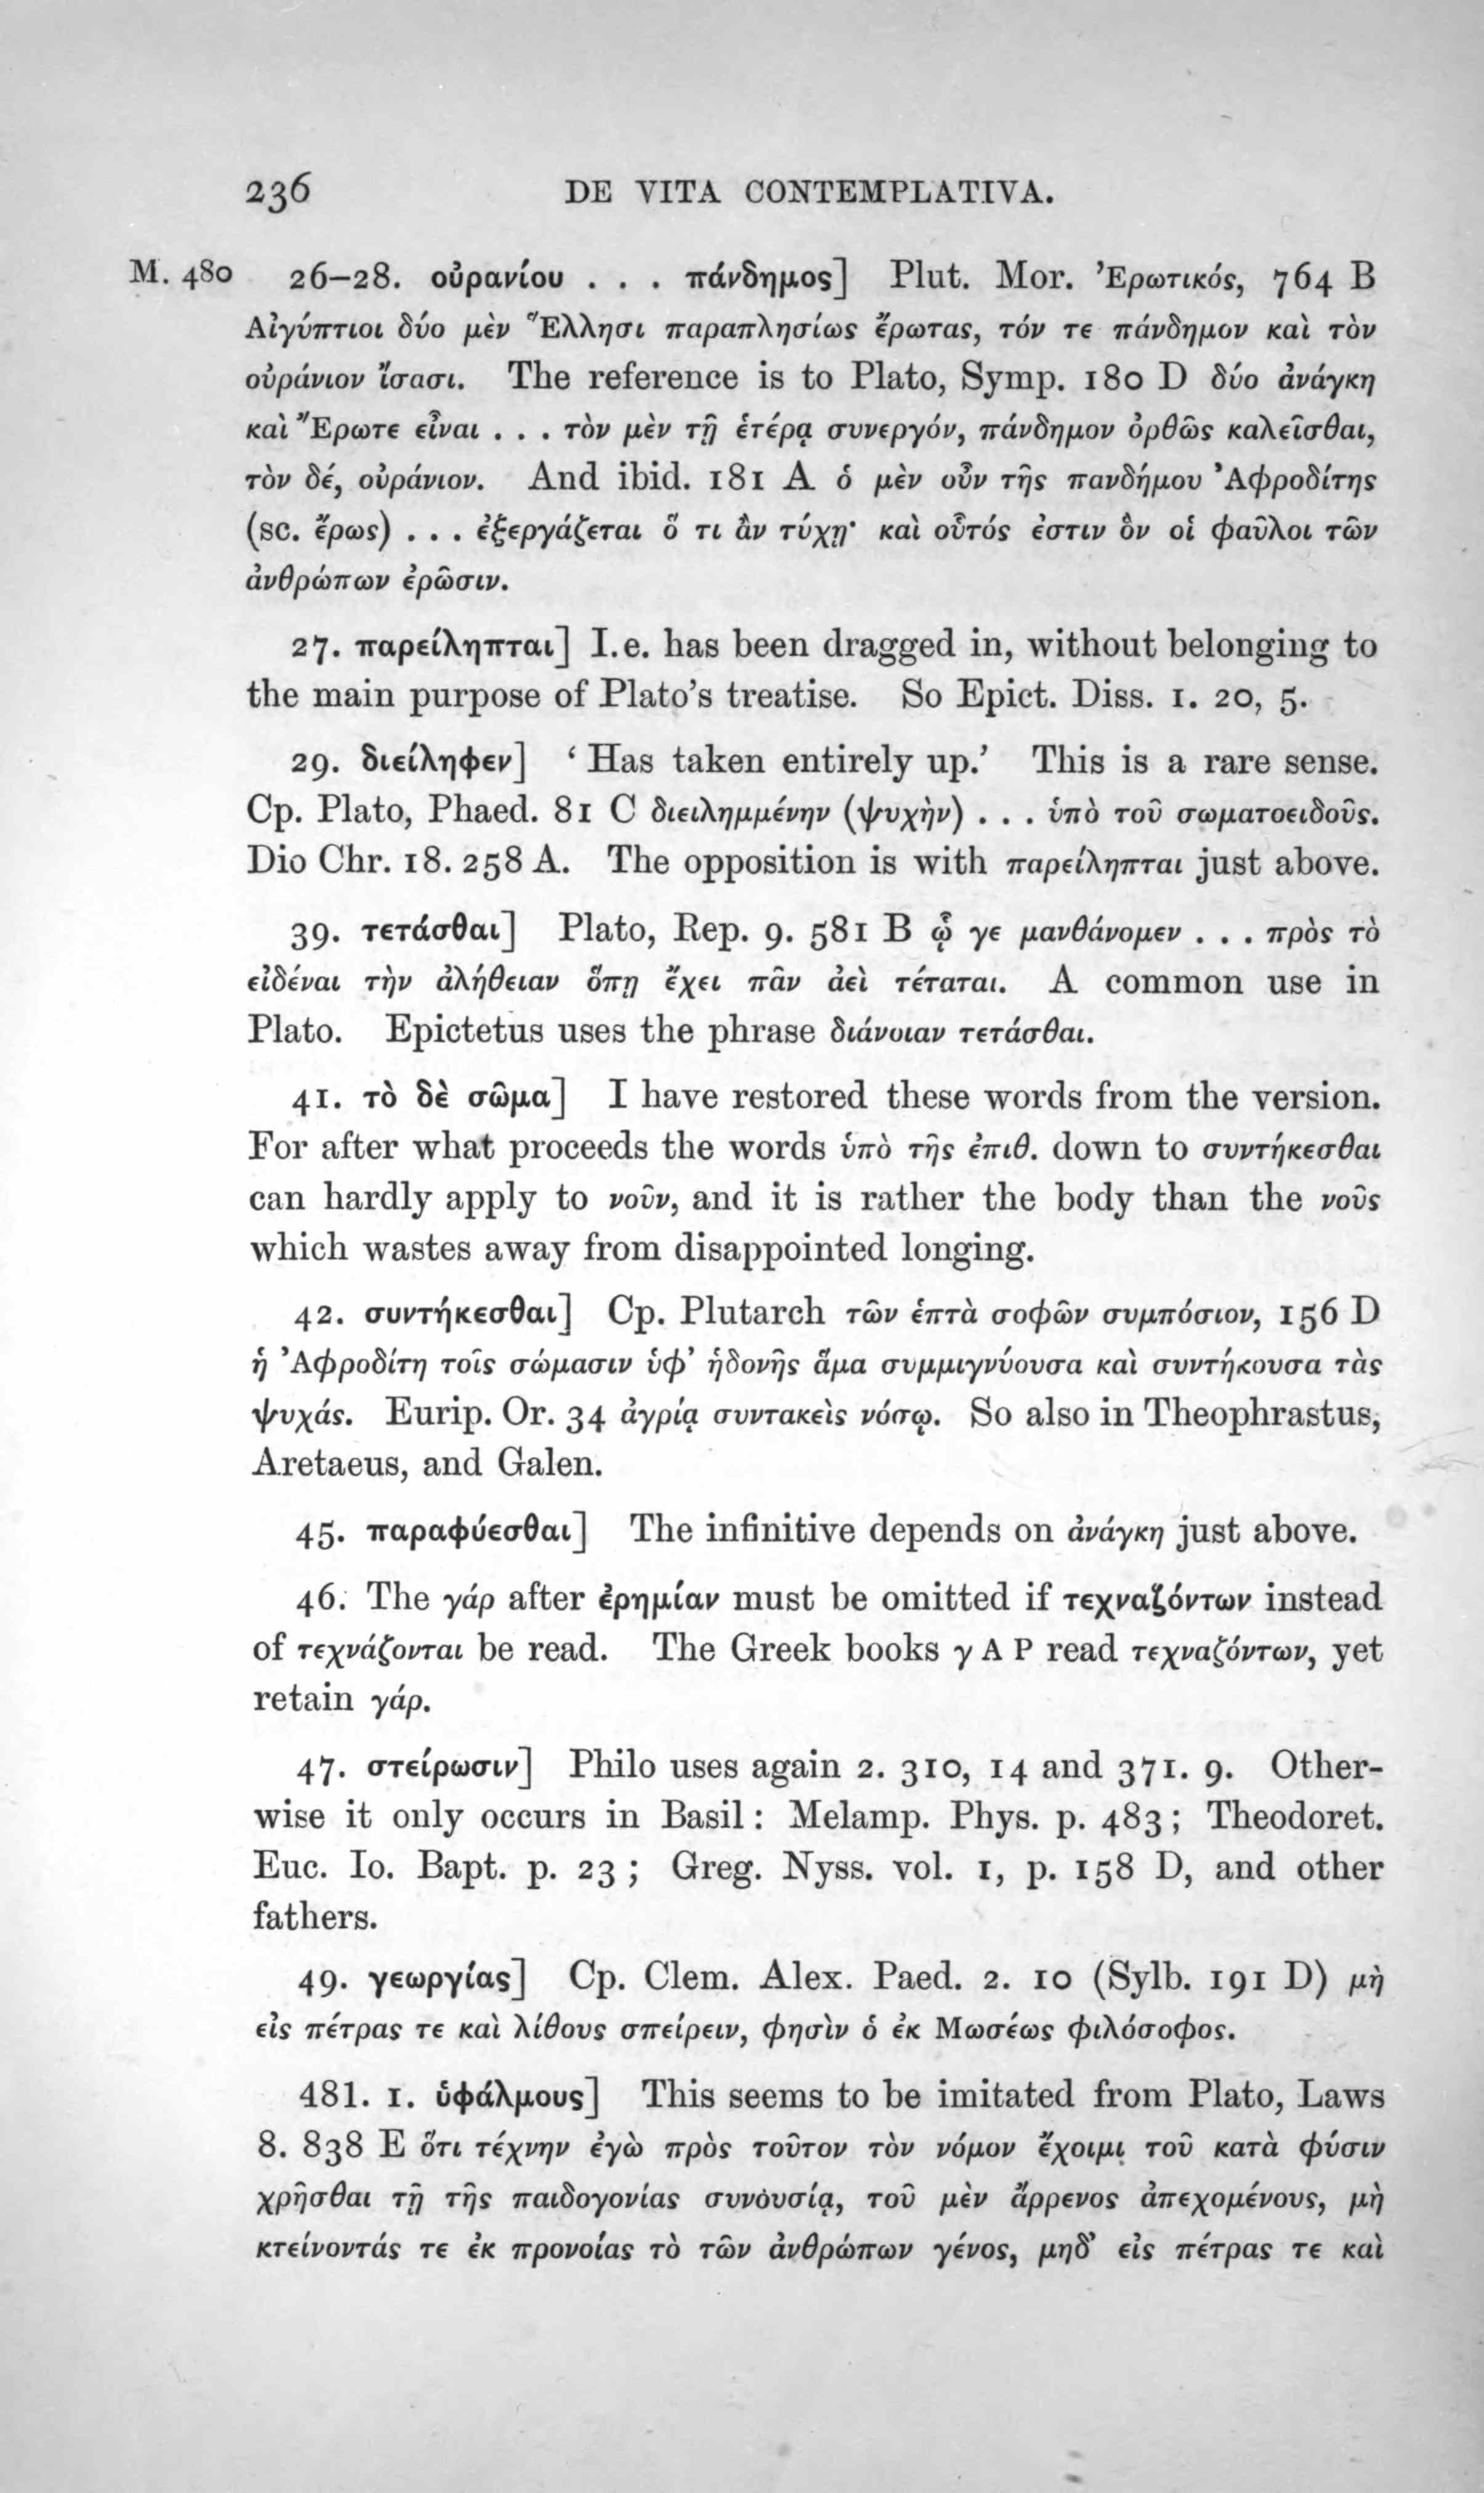 236 DE VITA CONTEMPLATIVA.
M. 480 26–28. οὐρανίου . . . πάνδημος] Plut. Mor. Ἐρωτικός, 764 B
Αἰγύπτιοι δύο μὲν Ἕλλησι παραπλησίως ἔρωτας, τόν τε πάνδημον καὶ τὸν
οὐράνιον ἴσασι. The reference is to Plato, Symp. 180 D δύο ἀνάγκη
καὶ Ἔρωτε εἶναι . . . τὸν μὲν τῇ ἑτέρᾳ συνεργόν, πάνδημον ὀρθῶς καλεῖσθαι,
τὸν δέ, οὐράνιον. And ibid. 181 A ὁ μὲν οὖν τῆς πανδήμου Ἀφροδίτης
(sc. ἔρως) . . . ἐξεργάζεται ὅ τι ἂν τύχῃ· καὶ οὗτός ἐστιν ὃν οἱ φαῦλοι τῶν
ἀνθρώπων ἐρῶσιν.
27. παρείληπται] I.e. has been dragged in, without belonging to
the main purpose of Plato's treatise. So Epict. Diss. 1. 20, 5.
29. διείληφεν] ‘Has taken entirely up.’ This is a rare sense.
Cp. Plato, Phaed. 81 C διειλημμένην (ψυχὴν) . . . ὑπὸ τοῦ σωματοειδοῦς.
Dio Chr. 18. 258 A. The opposition is with παρείληπται just above.
39. τετάσθαι] Plato, Rep. 9. 581 B ᾧ γε μανθάνομεν . . . πρὸς τὸ
εἰδέναι τὴν ἀλήθειαν ὅπῃ ἔχει πᾶν ἀεὶ τέταται. A common use in
Plato. Epictetus uses the phrase διάνοιαν τετάσθαι.
41. τὸ δὲ σῶμα] I have restored these words from the version.
For after what proceeds the words ὑπὸ τῆς ἐπιθ. down to συντήκεσθαι
can hardly apply to νοῦν, and it is rather the body than the νοῦς
which wastes away from disappointed longing.
42. συντήκεσθαι] Cp. Plutarch τῶν ἑπτὰ σοφῶν συμπόσιον, 156 D
ἡ Ἀφροδίτη τοῖς σώμασιν ὑφ’ ἡδονῆς ἅμα συμμιγνύουσα καὶ συντήκουσα τὰς
ψυχάς. Eurip. Or. 34 ἀγρίᾳ συντακεὶς νόσῳ. So also in Theophrastus,
Aretaeus, and Galen.
45. παραφύεσθαι] The infinitive depends on ἀνάγκη just above.
46. The γάρ after ἐρημίαν must be omitted if τεχναζόντων instead
of τεχνάζονται be read. The Greek books γ A P read τεχναζόντων, yet
retain γάρ.
47. στείρωσιν] Philo uses again 2. 310, 14 and 371. 9. Other-
wise it only occurs in Basil: Melamp. Phys. p. 483; Theodoret.
Euc. Io. Bapt. p. 23; Greg. Nyss. vol. 1, p. 158 D, and other
fathers.
49. γεωργίας] Cp. Clem. Alex. Paed. 2. 10 (Sylb. 191 D) μὴ
εἰς πέτρας τε καὶ λίθους σπείρειν, φησὶν ὁ ἐκ Μωσέως φιλόσοφος.
481. 1. ὑφάλμους] This seems to be imitated from Plato, Laws
8. 838 E ὅτι τέχνην ἐγὼ πρὸς τοῦτον τὸν νόμον ἔχοιμι τοῦ κατὰ φύσιν
χρῆσθαι τῇ τῆς παιδογονίας συνουσίᾳ, τοῦ μὲν ἄρρενος ἀπεχομένους, μὴ
κτείνοντάς τε ἐκ προνοίας τὸ τῶν ἀνθρώπων γένος, μηδ’ εἰς πέτρας τε καὶ